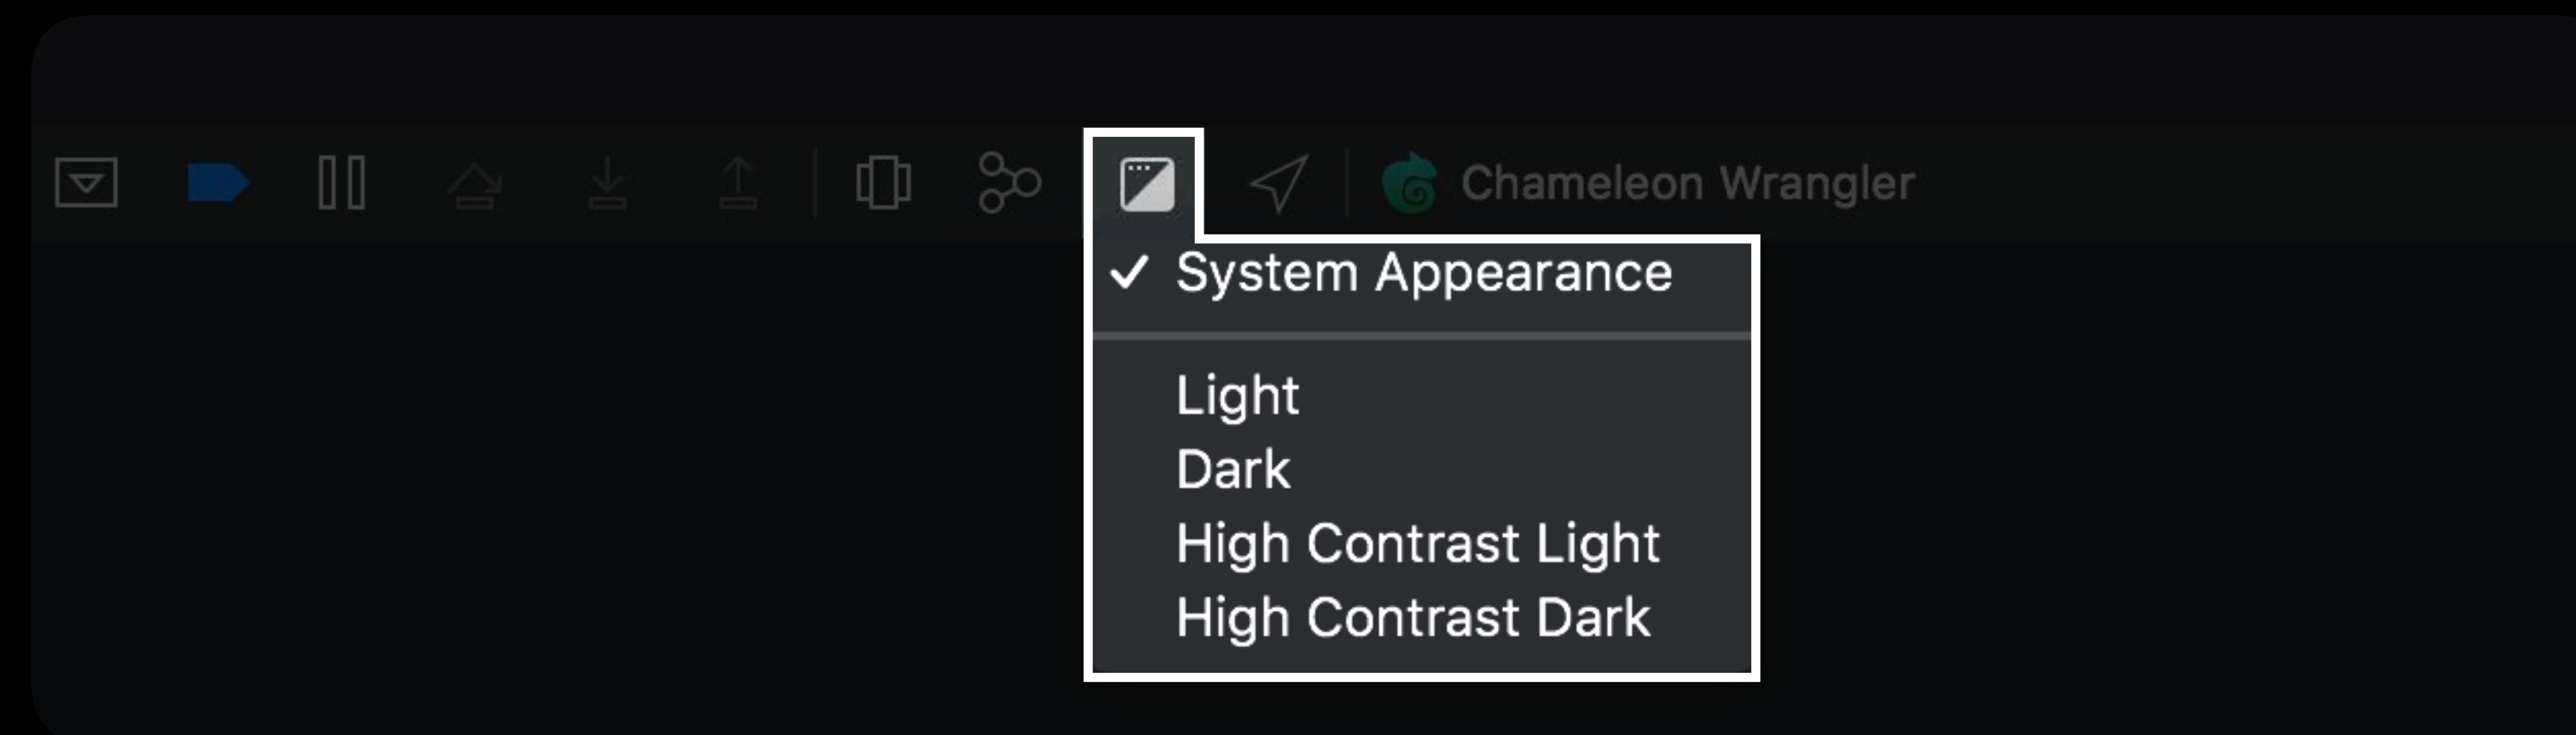 Chameleon Wrangler
System Appearance
Light
Dark
High Contrast Light
High Contrast Dark